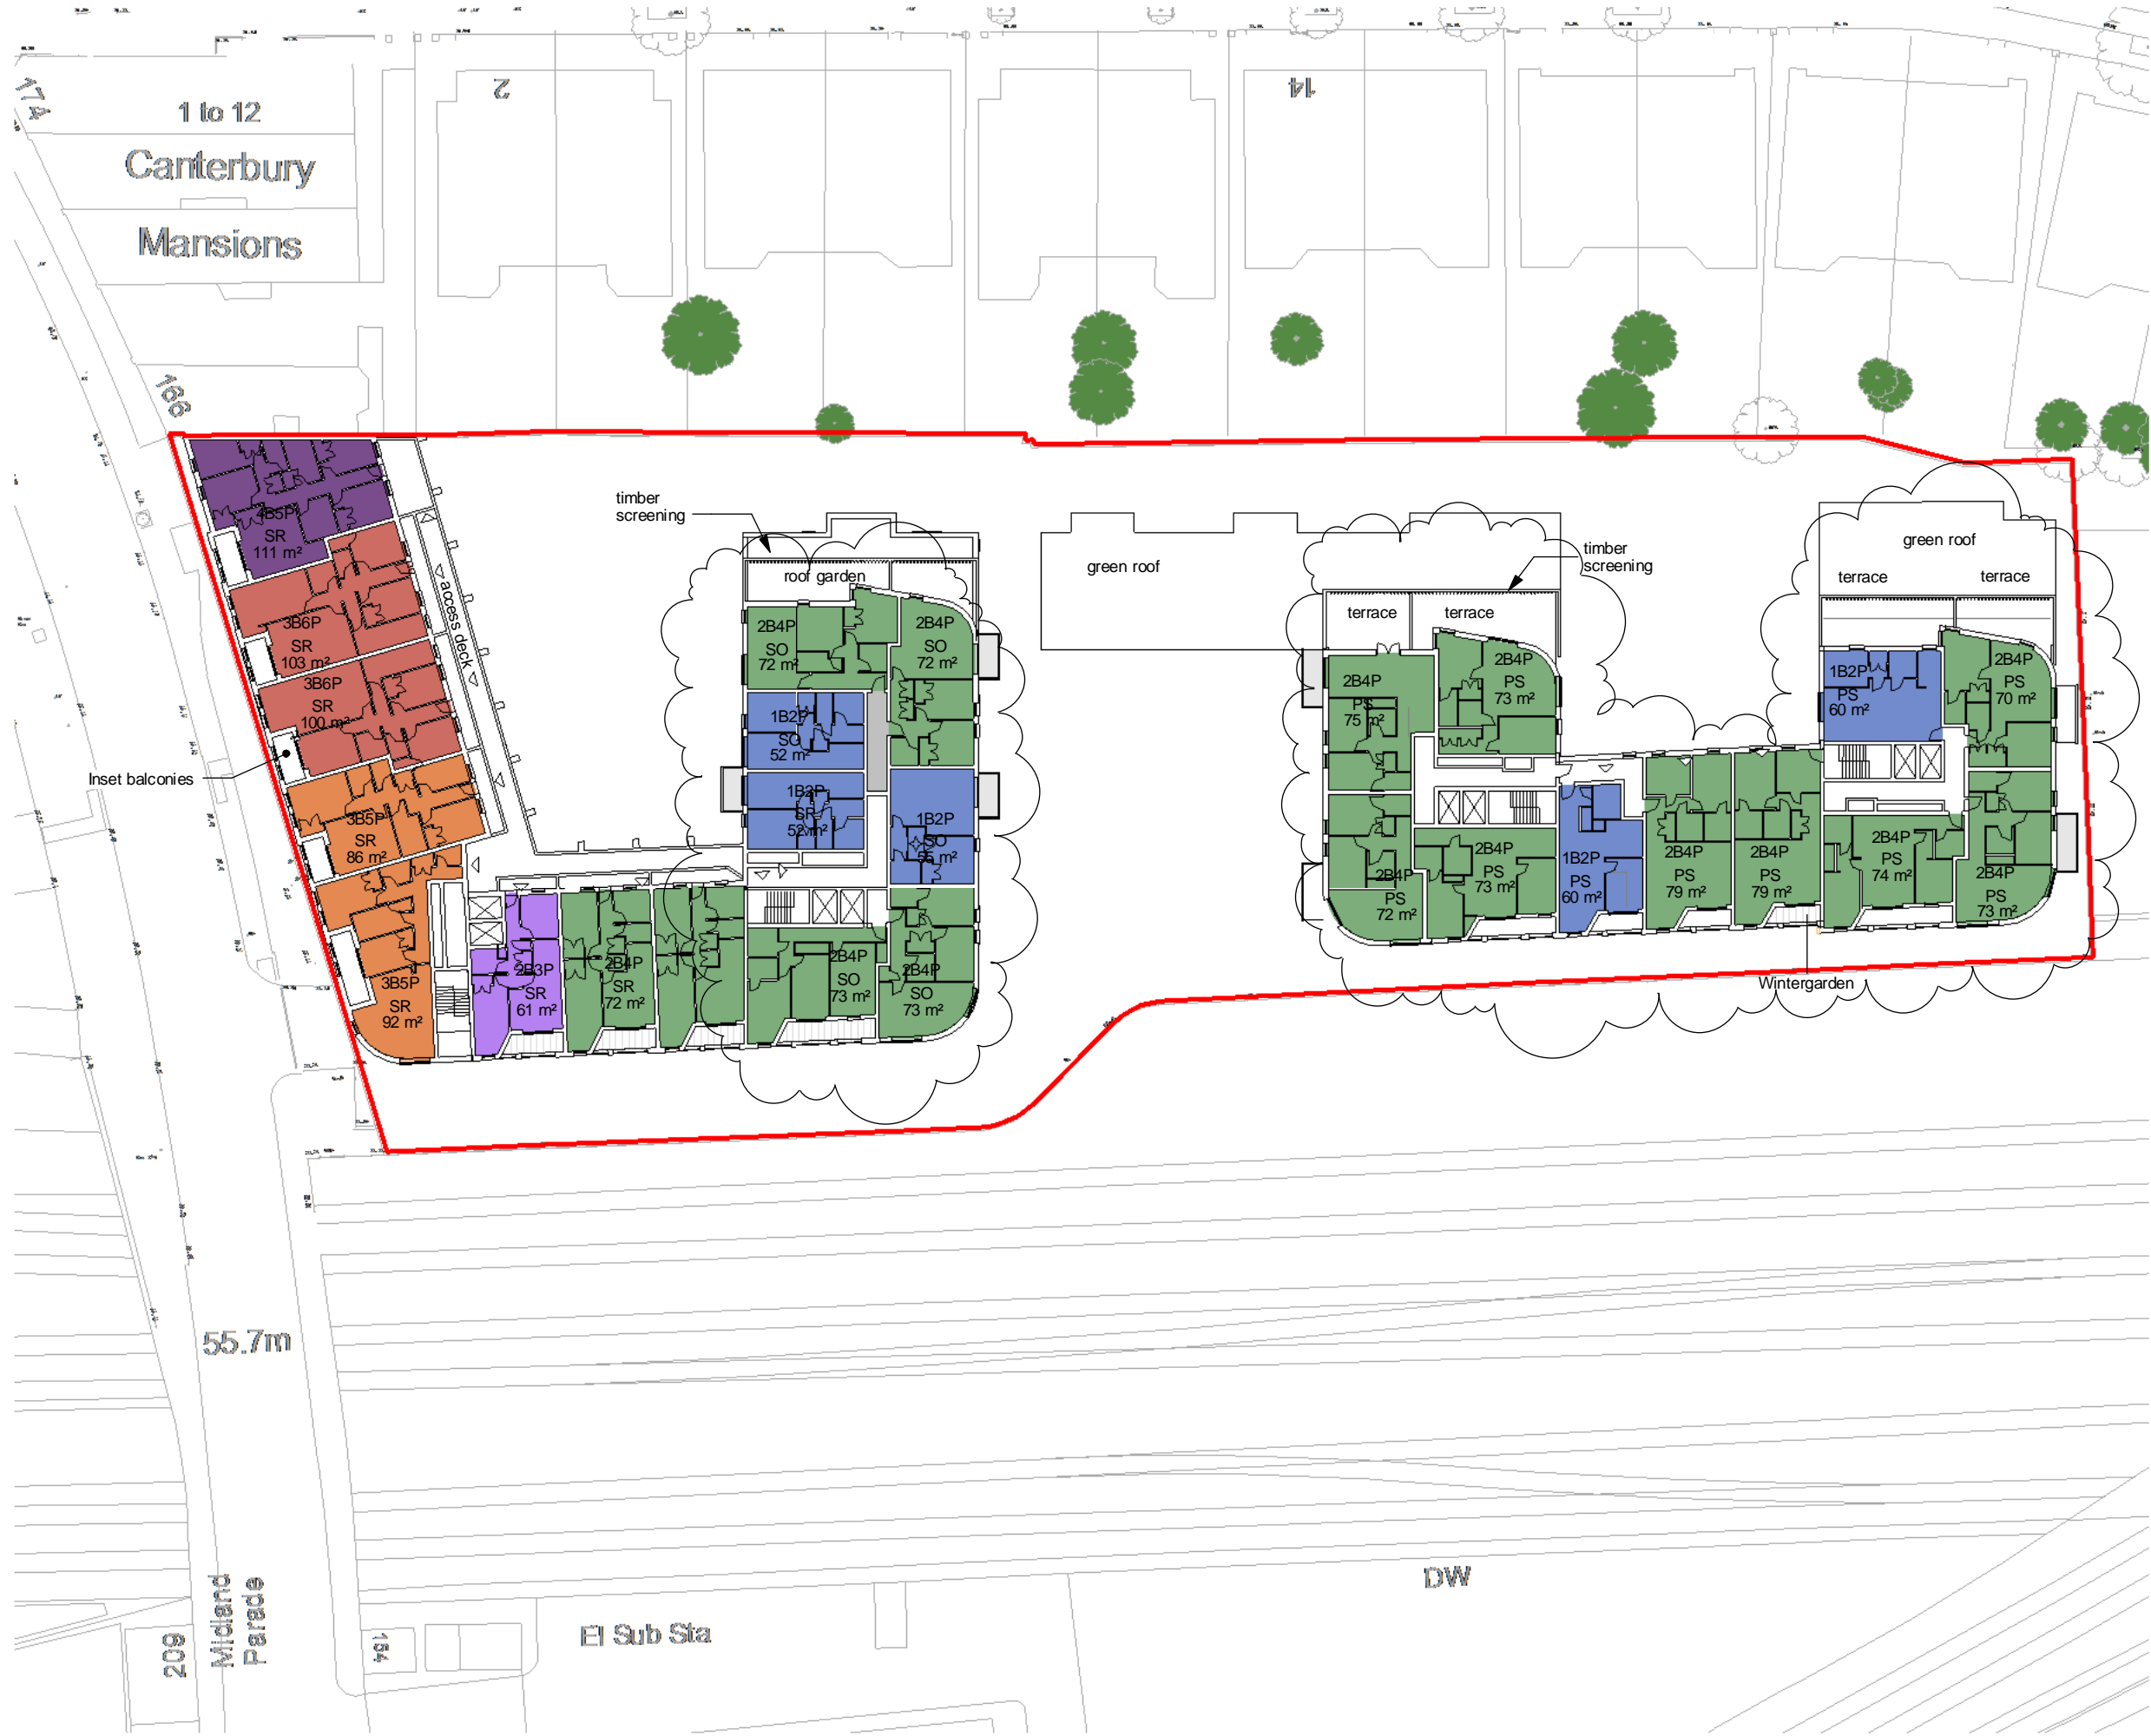 2
14
174
1 to 12
Canterbury
Mansions
166
4B5P
SR
111 m²
3B6P
SR
103 m²
3B6P
SR
100 m²
Inset balconies
3B5P
SR
86 m²
3B5P
SR
92 m²
access deck
2B3P
SR
61 m²
2B4P
SR
72 m²
timber
screening
roof garden
2B4P
SO
72 m²
2B4P
SO
72 m²
1B2P
SO
52 m²
1B2P
SR
52 m²
1B2P
SO
2B4P
SO
73 m²
2B4P
SO
73 m²
green roof
timber
screening
terrace
terrace
2B4P
PS
75 m²
2B4P
PS
73 m²
2B4P
PS
72 m²
2B4P
PS
73 m²
1B2P
PS
60 m²
2B4P
PS
79 m²
2B4P
PS
79 m²
green roof
terrace
terrace
1B2P
PS
60 m²
2B4P
PS
70 m²
2B4P
PS
74 m²
2B4P
PS
73 m²
Wintergarden
55.7m
209
Midland
Parade
154
El Sub Sta
DW